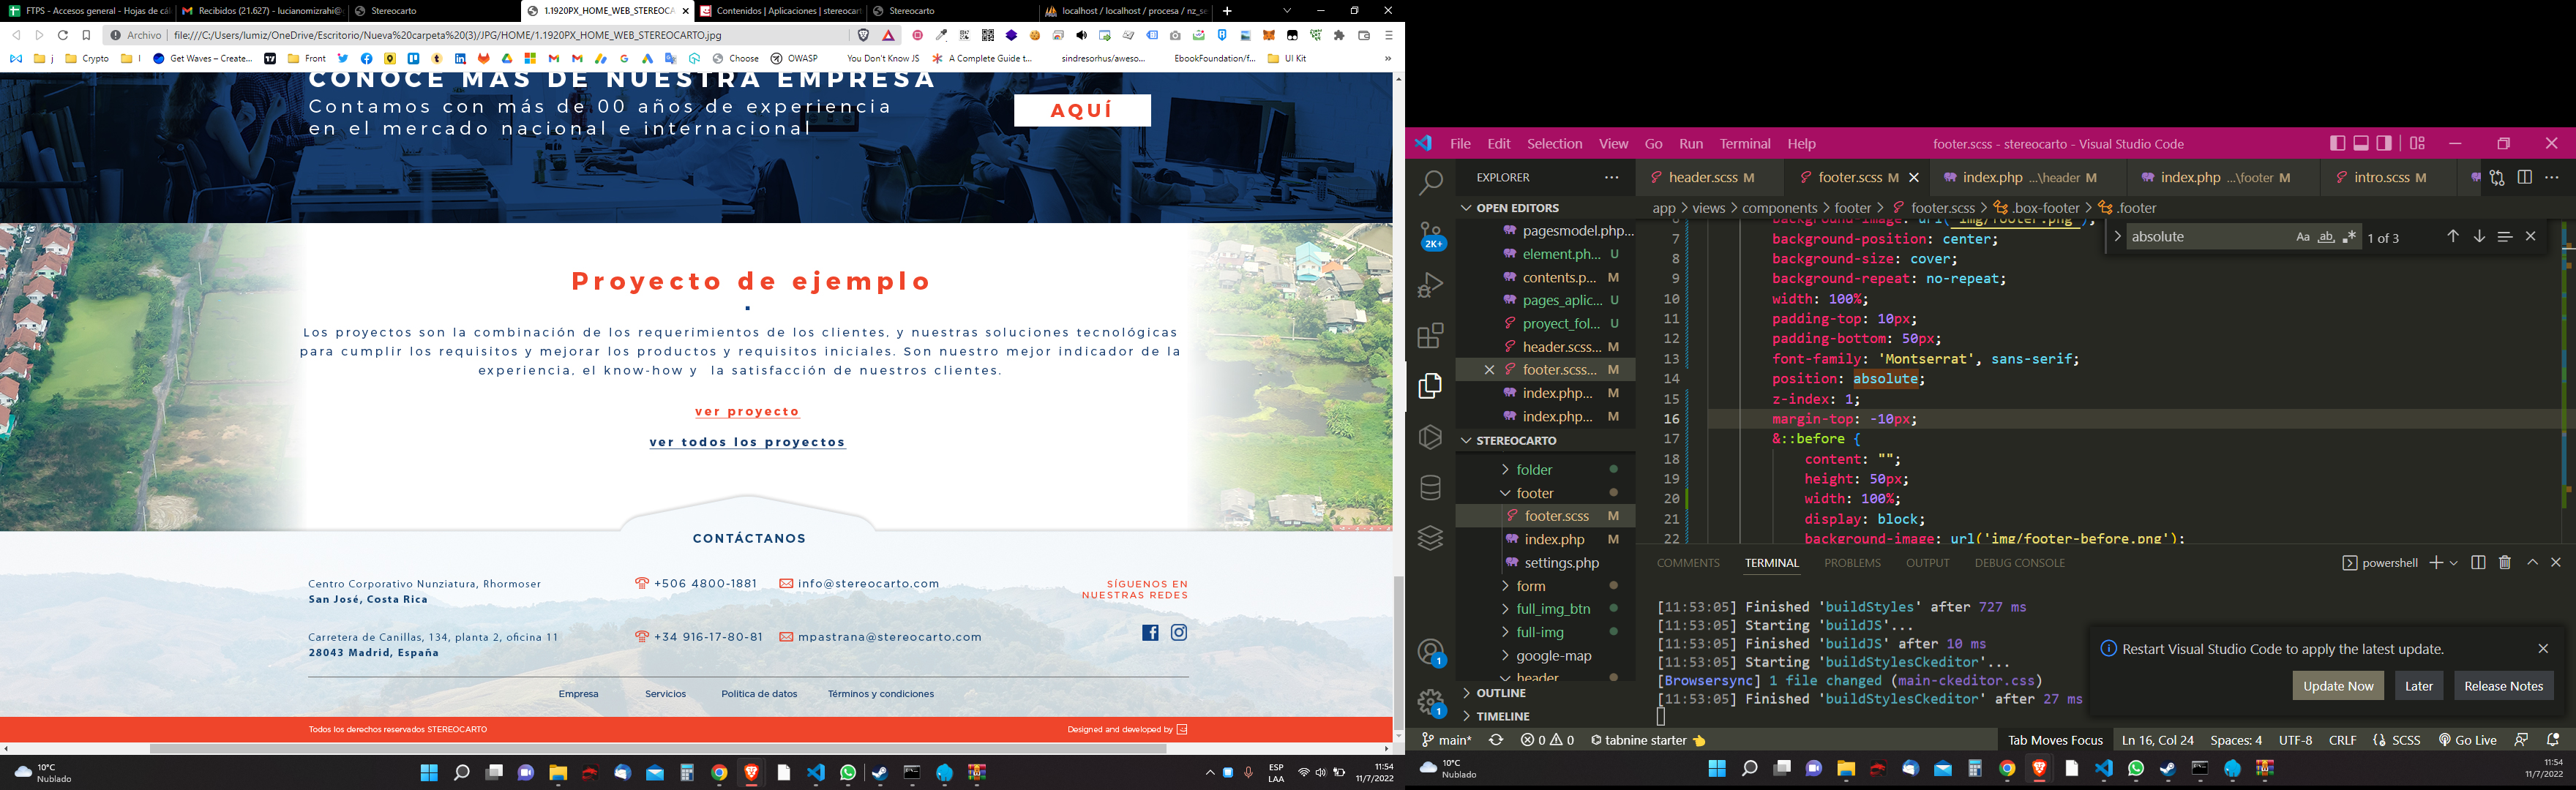 FTPS - Accesos general - Hojas de cál
Recibidos (21.627) - lucianomizrahi@
Stereocarto
1.1920PX_HOME_WEB_STEREOCA
Contenidos | Aplicaciones | stereocart
Stereocarto
localhost / localhost / procesa / nz_se
Archivo
file:///C:/Users/lumiz/OneDrive/Escritorio/Nueva%20carpeta%20(3)/JPG/HOME/1.1920PX_HOME_WEB_STEREOCARTO.jpg
j
Crypto
I
Get Waves – Create...
Front
Choose
OWASP
You Don't Know JS
A Complete Guide t...
sindresorhus/aweso...
EbookFoundation/f...
UI Kit
»
CONOCE MÁS DE NUESTRA EMPRESA
Contamos con más de 00 años de experiencia
en el mercado nacional e internacional
AQUÍ
Proyecto de ejemplo
Los proyectos son la combinación de los requerimientos de los clientes, y nuestras soluciones tecnológicas
para cumplir los requisitos y mejorar los productos y requisitos iniciales. Son nuestro mejor indicador de la
experiencia, el know-how y la satisfacción de nuestros clientes.
ver proyecto
ver todos los proyectos
CONTÁCTANOS
Centro Corporativo Nunziatura, Rhormoser
San José, Costa Rica
+506 4800-1881
info@stereocarto.com
SÍGUENOS EN
NUESTRAS REDES
Carretera de Canillas, 134, planta 2, oficina 11
28043 Madrid, España
+34 916-17-80-81
mpastrana@stereocarto.com
Empresa
Servicios
Política de datos
Términos y condiciones
Todos los derechos reservados STEREOCARTO
Designed and developed by
10°C
Nublado
ESP
LAA
11:54
11/7/2022
File Edit Selection View Go Run Terminal Help
footer.scss - stereocarto - Visual Studio Code
EXPLORER
header.scss M
footer.scss M
index.php ...\header M
index.php ...\footer M
intro.scss M
OPEN EDITORS
app > views > components > footer > footer.scss > .box-footer > .footer
pagesmodel.php...
element.ph... U
contents.p... M
pages_aplic... U
proyect_fol... U
header.scss... M
footer.scss... M
index.php... M
index.php... M
STEREOCARTO
folder
footer
footer.scss M
index.php M
settings.php
form
full_img_btn
full-img
google-map
header
OUTLINE
TIMELINE
2K+
1
1
absolute
Aa ab
1 of 3
6 background-image: url('img/footer.png');
7 background-position: center;
8 background-size: cover;
9 background-repeat: no-repeat;
10 width: 100%;
11 padding-top: 10px;
12 padding-bottom: 50px;
13 font-family: 'Montserrat', sans-serif;
14 position: absolute;
15 z-index: 1;
16 margin-top: -10px;
17 &::before {
18 content: "";
19 height: 50px;
20 width: 100%;
21 display: block;
22 background-image: url('img/footer-before.png');
COMMENTS TERMINAL PROBLEMS OUTPUT DEBUG CONSOLE
powershell
[11:53:05] Finished 'buildStyles' after 727 ms
[11:53:05] Starting 'buildJS'...
[11:53:05] Finished 'buildJS' after 10 ms
[11:53:05] Starting 'buildStylesCkeditor'...
[Browsersync] 1 file changed (main-ckeditor.css)
[11:53:05] Finished 'buildStylesCkeditor' after 27 ms
Restart Visual Studio Code to apply the latest update.
Update Now
Later
Release Notes
main*
0 0
tabnine starter
Tab Moves Focus
Ln 16, Col 24
Spaces: 4
UTF-8
CRLF
SCSS
Go Live
10°C
Nublado
11:54
11/7/2022